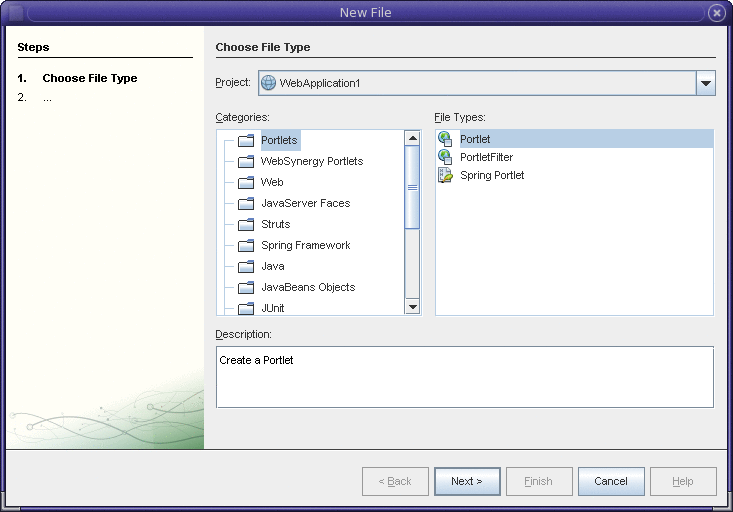 New File
Steps
1. Choose File Type
2. ...
Choose File Type
Project: WebApplication1
Categories:
Portlets
WebSynergy Portlets
Web
JavaServer Faces
Struts
Spring Framework
Java
JavaBeans Objects
JUnit
File Types:
Portlet
PortletFilter
Spring Portlet
Description:
Create a Portlet
< Back Next > Finish Cancel Help